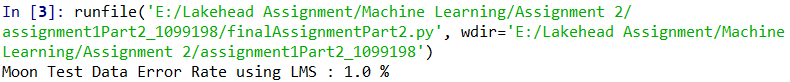 In [3]: runfile('E:/Lakehead Assignment/Machine Learning/Assignment 2/
assignment1Part2_1099198/finalAssignmentPart2.py', wdir='E:/Lakehead Assignment/Machine
Learning/Assignment 2/assignment1Part2_1099198')
Moon Test Data Error Rate using LMS : 1.0 %